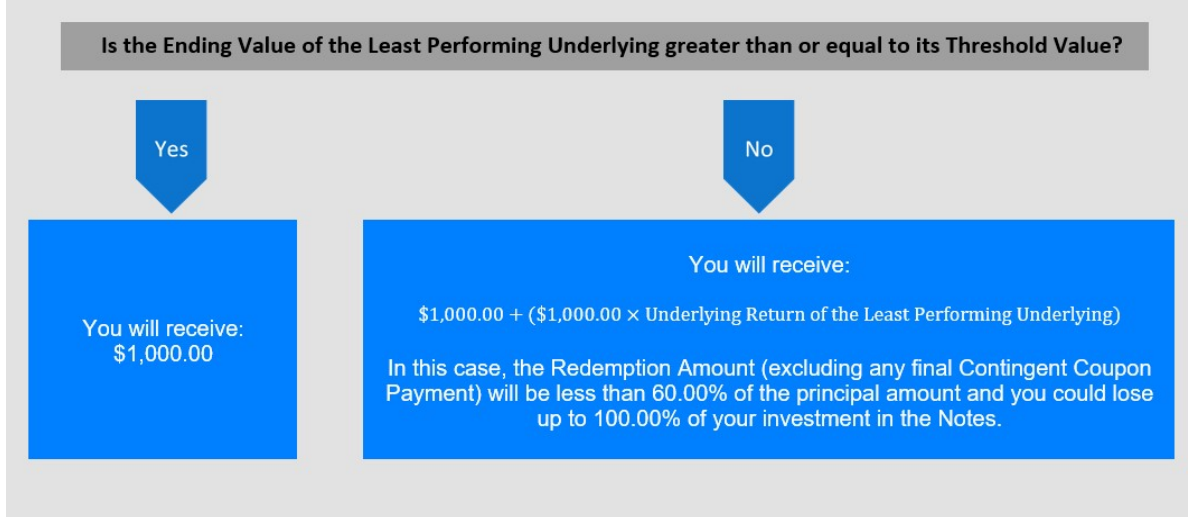 Is the Ending Value of the Least Performing Underlying greater than or equal to its Threshold Value?
Yes
No
You will receive:
$1,000.00
You will receive:
$1,000.00 + ($1,000.00 × Underlying Return of the Least Performing Underlying)
In this case, the Redemption Amount (excluding any final Contingent Coupon
Payment) will be less than 60.00% of the principal amount and you could lose
up to 100.00% of your investment in the Notes.